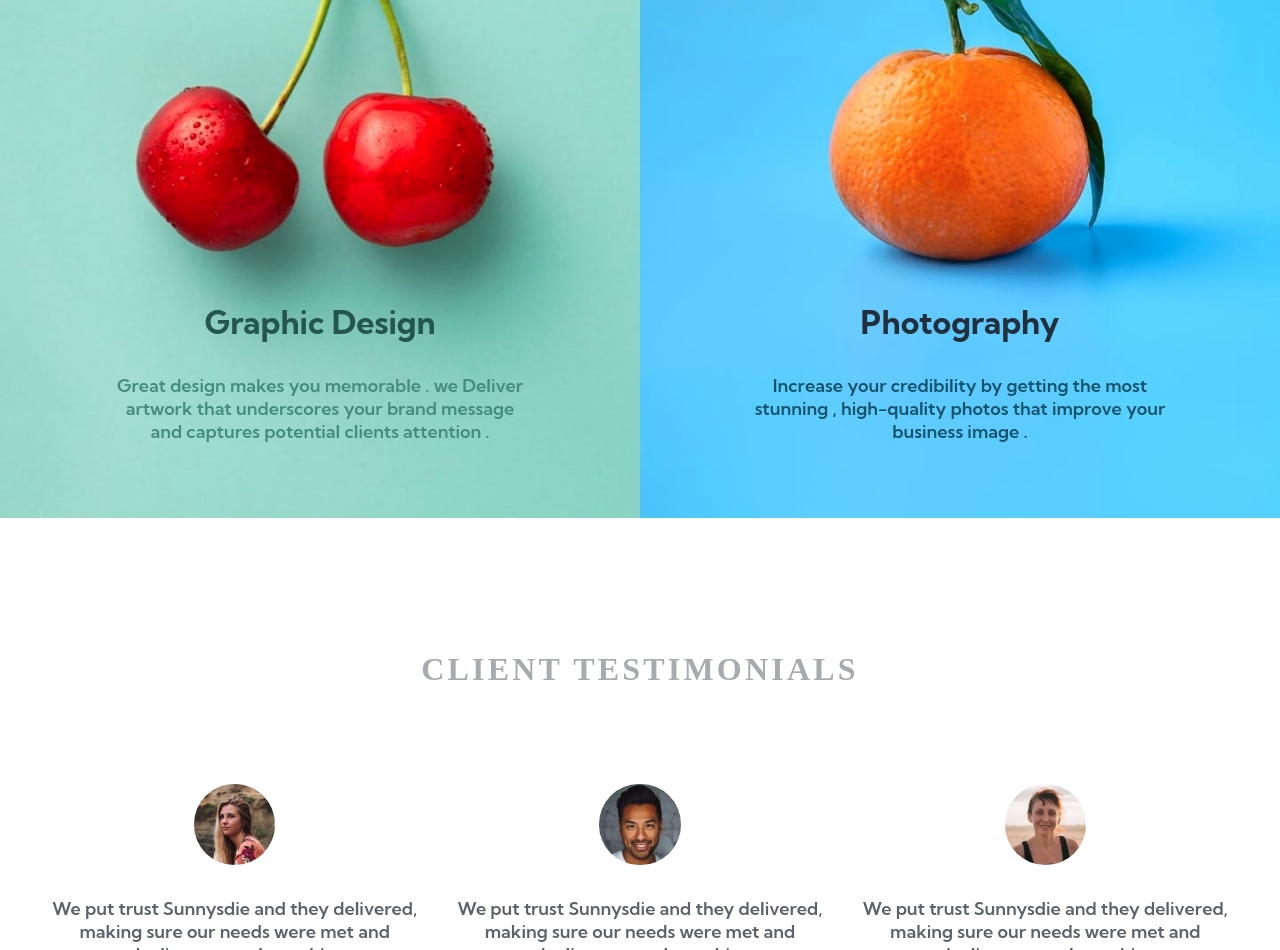 Graphic Design
Great design makes you memorable . we Deliver
artwork that underscores your brand message
and captures potential clients attention .
Photography
Increase your credibility by getting the most
stunning , high-quality photos that improve your
business image .
CLIENT TESTIMONIALS
We put trust Sunnysdie and they delivered,
making sure our needs were met and
We put trust Sunnysdie and they delivered,
making sure our needs were met and
We put trust Sunnysdie and they delivered,
making sure our needs were met and